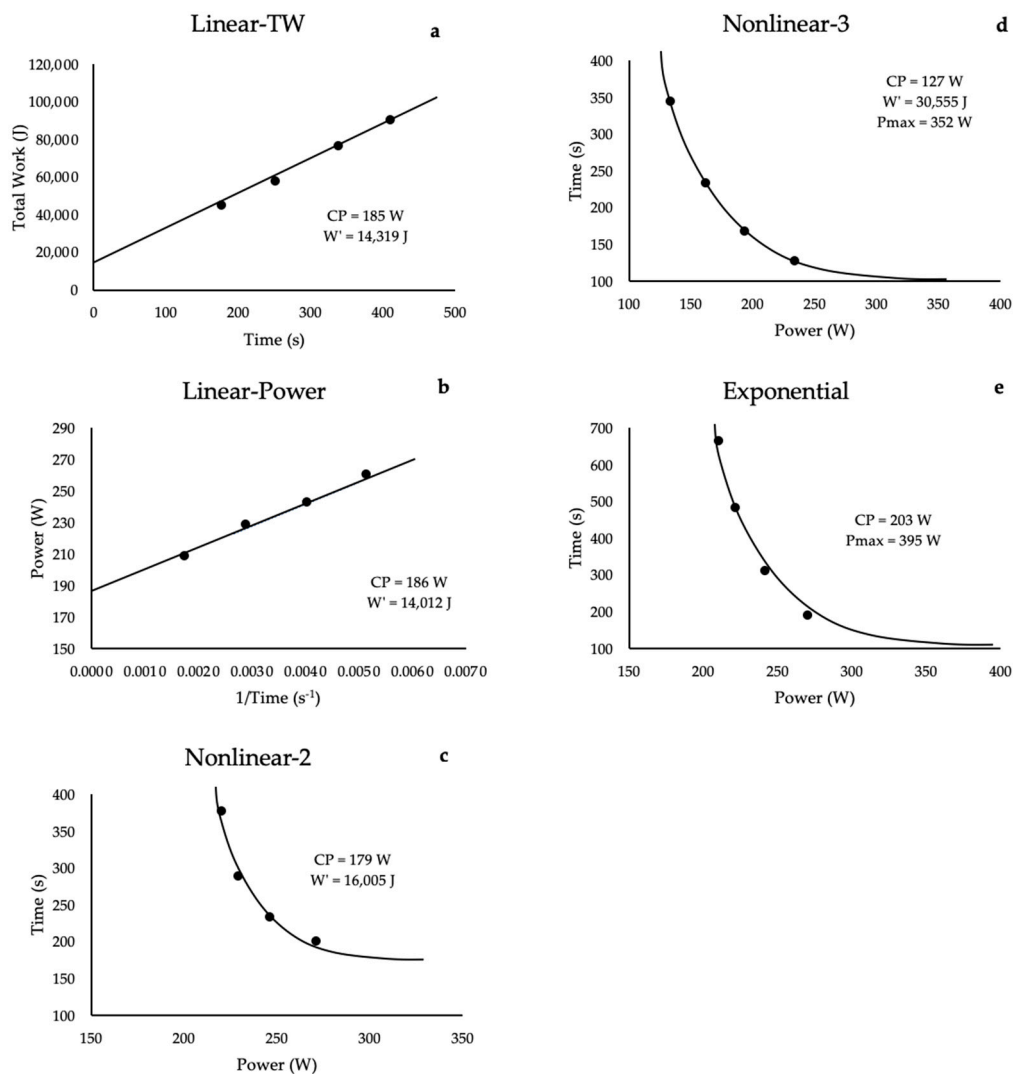 Linear-TW
a
120,000
100,000
80,000
60,000
40,000
20,000
0
Total Work (J)
CP = 185 W
W' = 14,319 J
0 100 200 300 400 500
Time (s)
Linear-Power
b
290
270
250
230
210
190
170
150
Power (W)
CP = 186 W
W' = 14,012 J
0.0000 0.0010 0.0020 0.0030 0.0040 0.0050 0.0060 0.0070
1/Time (s-1)
Nonlinear-2
c
400
350
300
250
200
150
100
Time (s)
CP = 179 W
W' = 16,005 J
150 200 250 300 350
Power (W)
Nonlinear-3
d
400
350
300
250
200
150
100
Time (s)
CP = 127 W
W' = 30,555 J
Pmax = 352 W
100 150 200 250 300 350 400
Power (W)
Exponential
e
700
600
500
400
300
200
100
Time (s)
CP = 203 W
Pmax = 395 W
150 200 250 300 350 400
Power (W)